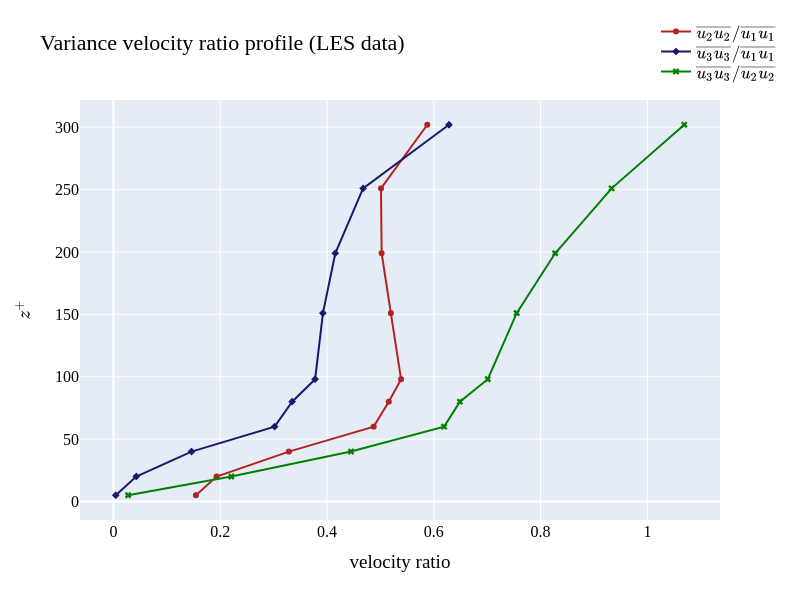 Variance velocity ratio profile (LES data)
u₂u₂/u₁u₁
u₃u₃/u₁u₁
u₃u₃/u₂u₂
300
250
200
150
100
50
0
z⁺
0 0.2 0.4 0.6 0.8 1
velocity ratio